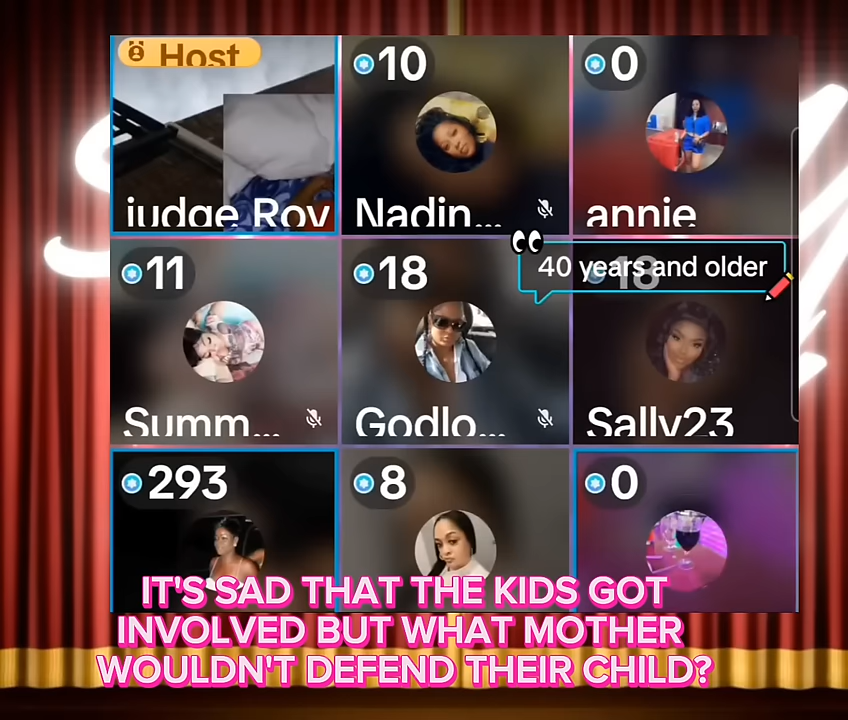 Host
10
0
judge Roy
Nadin...
annie
11
18
40 years and older
18
Summ...
Godlo...
Sally23
293
8
0
IT'S SAD THAT THE KIDS GOT
INVOLVED BUT WHAT MOTHER
WOULDN'T DEFEND THEIR CHILD?